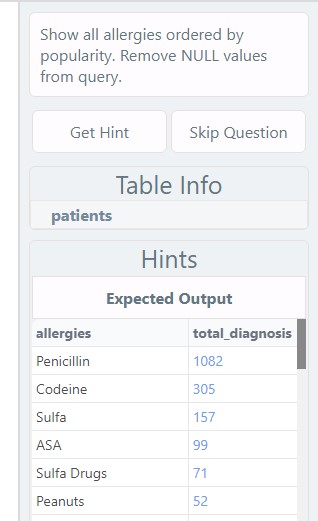 Show all allergies ordered by
popularity. Remove NULL values
from query.
Get Hint
Skip Question
Table Info
patients
Hints
Expected Output
allergies total_diagnosis
Penicillin 1082
Codeine 305
Sulfa 157
ASA 99
Sulfa Drugs 71
Peanuts 52